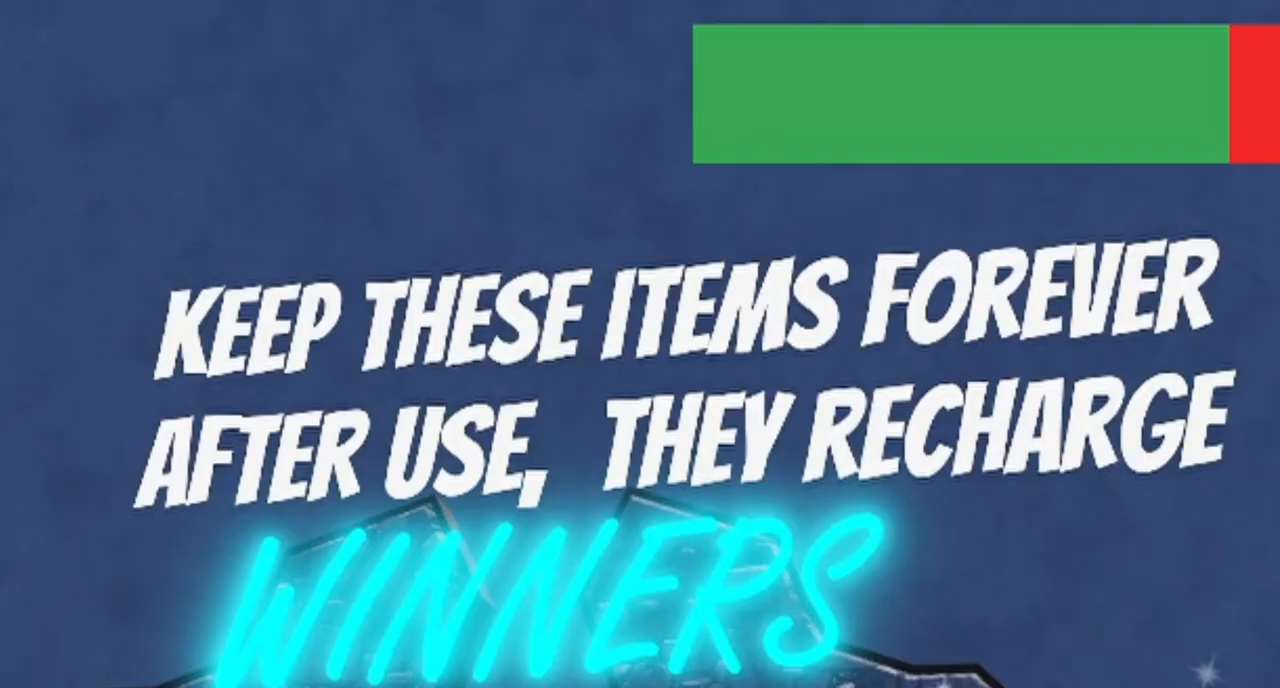 KEEP THESE ITEMS FOREVER
AFTER USE, THEY RECHARGE
WINNERS